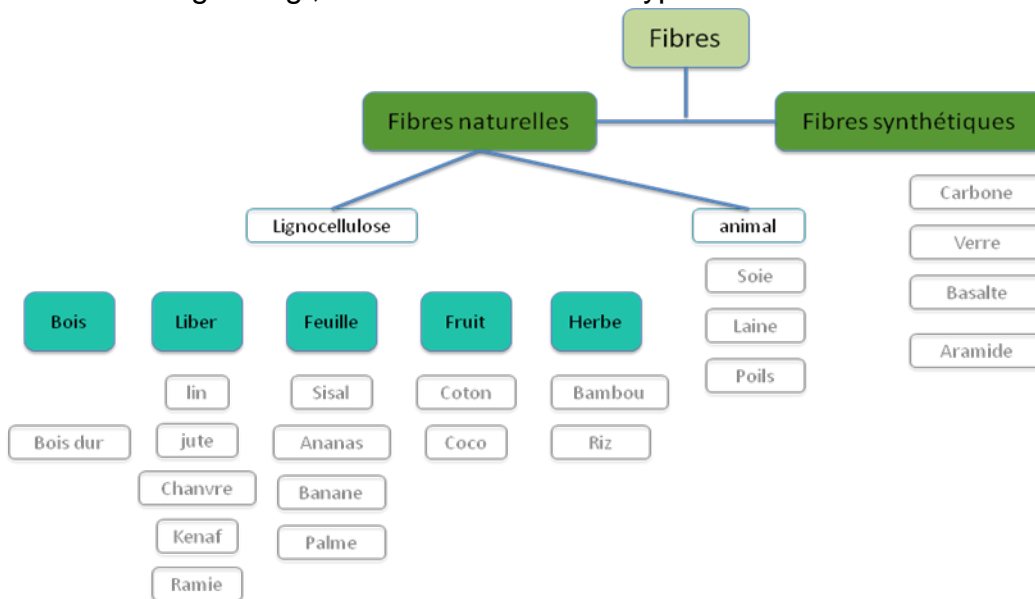 Fibres
Fibres naturelles
Fibres synthétiques
Lignocellulose
animal
Carbone
Verre
Basalte
Aramide
Soie
Laine
Poils
Bois
Liber
Feuille
Fruit
Herbe
Bois dur
lin
jute
Chanvre
Kenaf
Ramie
Sisal
Ananas
Banane
Palme
Coton
Coco
Bambou
Riz